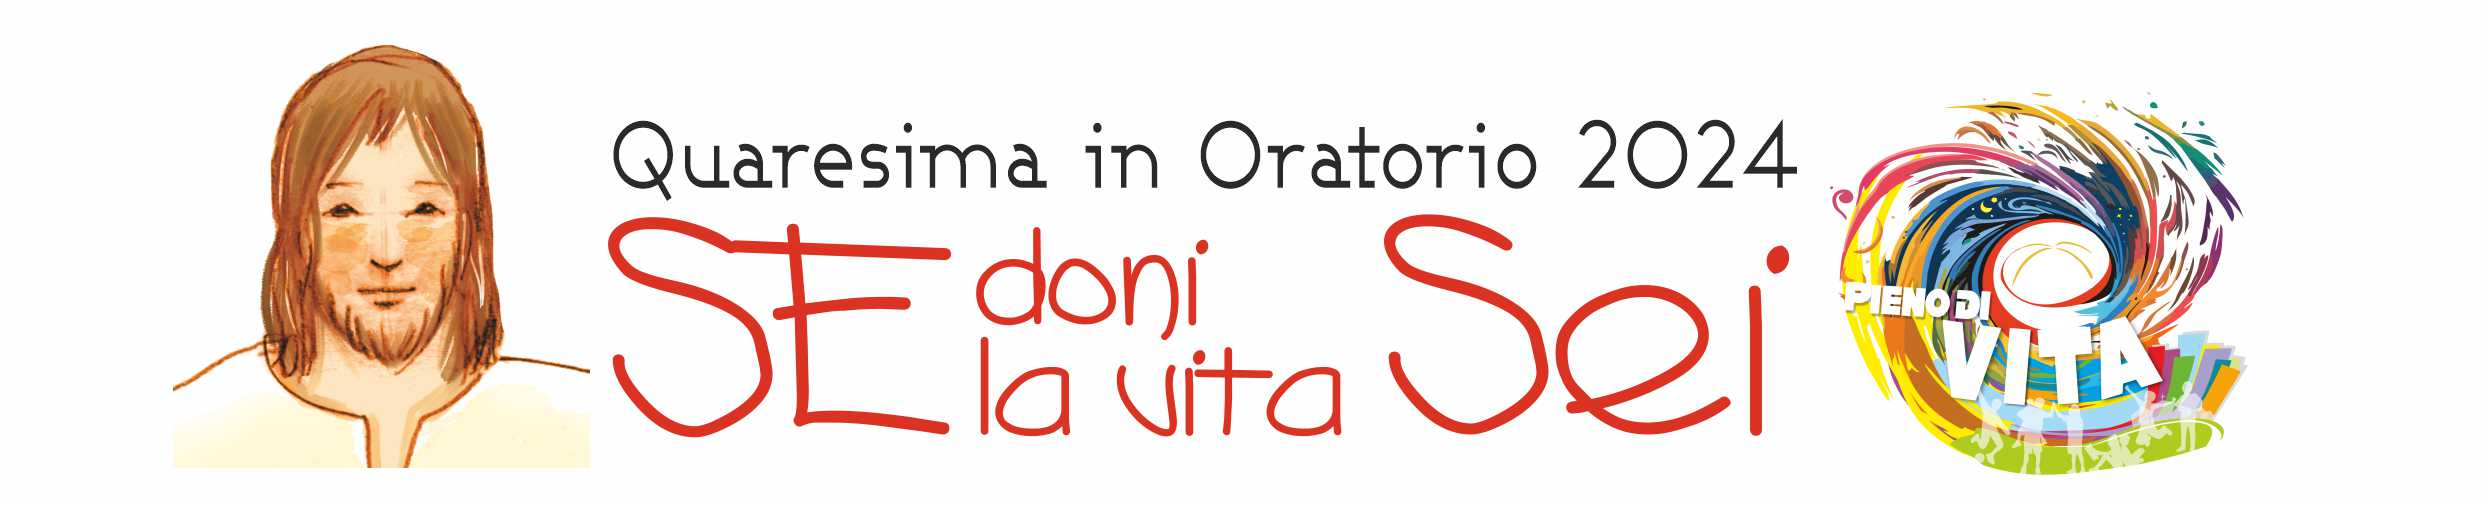 Quaresima in Oratorio 2024
SE doni la vita Sei
PIENO DI
VITA